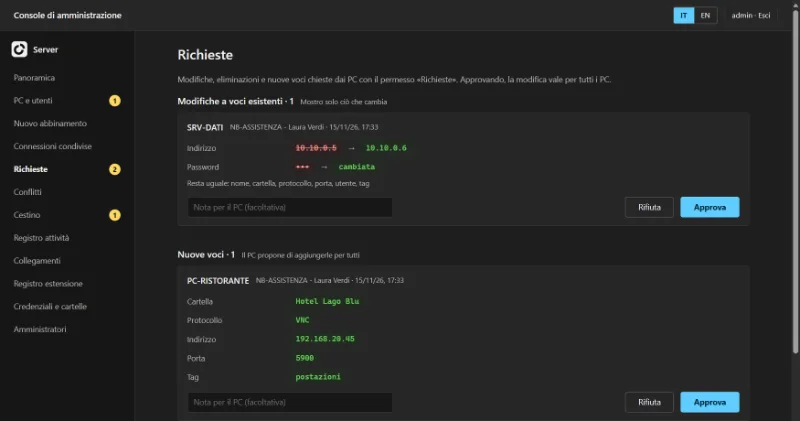 Console di amministrazione
IT EN admin · Esci
Server
Panoramica
PC e utenti 1
Nuovo abbinamento
Connessioni condivise
Richieste 2
Conflitti
Cestino 1
Registro attività
Collegamenti
Registro estensione
Credenziali e cartelle
Amministratori
Richieste
Modifiche, eliminazioni e nuove voci chieste dai PC con il permesso «Richieste». Approvando, la modifica vale per tutti i PC.
Modifiche a voci esistenti · 1 Mostro solo ciò che cambia
SRV-DATI NB-ASSISTENZA · Laura Verdi · 15/11/26, 17:33
Indirizzo 10.10.0.5 → 10.10.0.6
Password ••• → cambiata
Resta uguale: nome, cartella, protocollo, porta, utente, tag
Nota per il PC (facoltativa) Rifiuta Approva
Nuove voci · 1 Il PC propone di aggiungerle per tutti
PC-RISTORANTE NB-ASSISTENZA · Laura Verdi · 15/11/26, 17:33
Cartella Hotel Lago Blu
Protocollo VNC
Indirizzo 192.168.20.45
Porta 5900
Tag postazioni
Nota per il PC (facoltativa) Rifiuta Approva